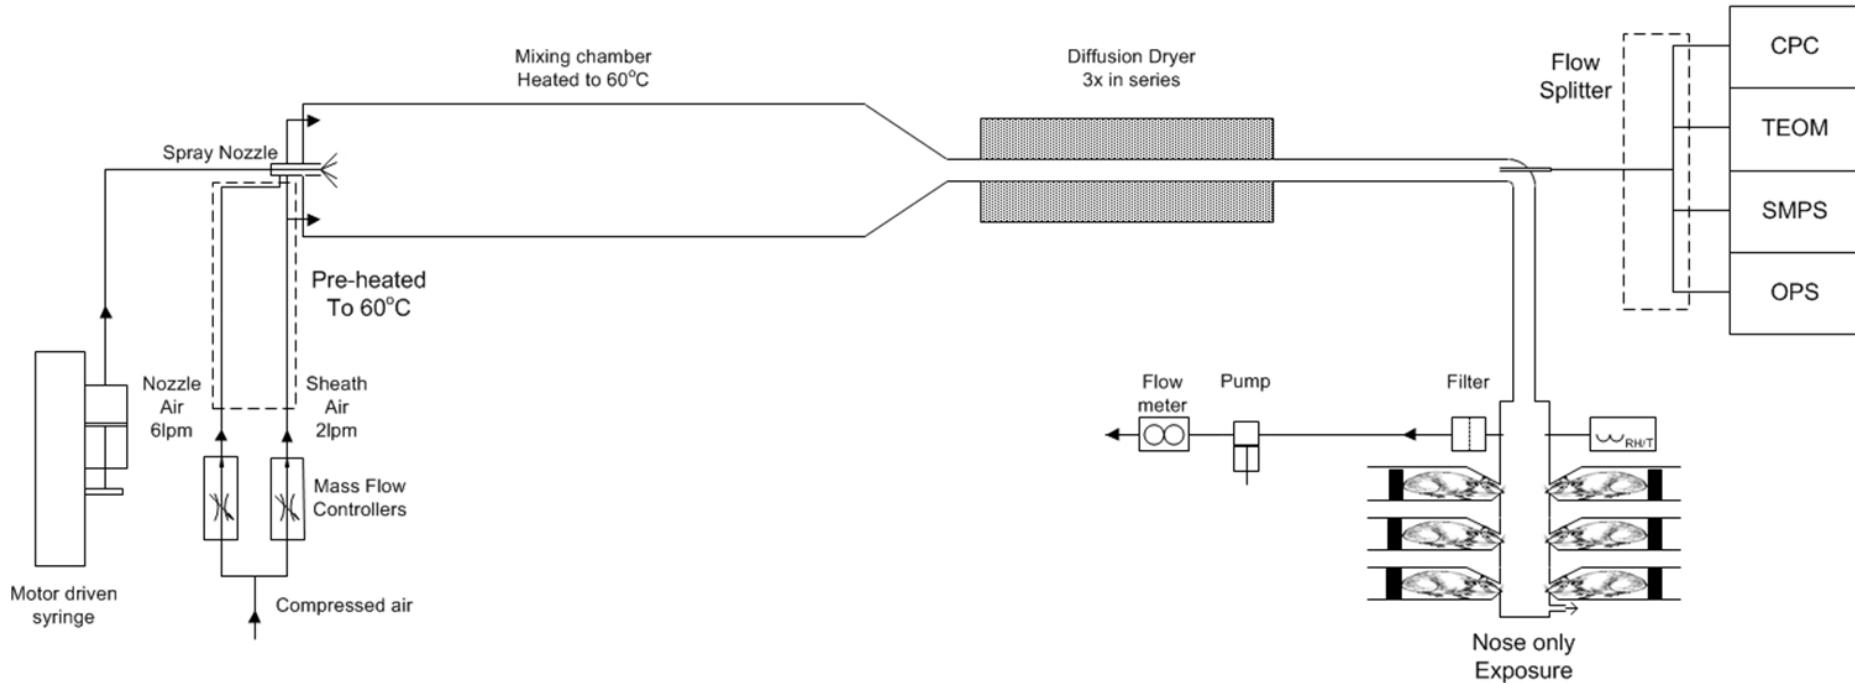 Mixing chamber
Heated to 60°C
Diffusion Dryer
3x in series
Flow
Splitter
CPC
TEOM
SMPS
OPS
Spray Nozzle
Pre-heated
To 60°C
Nozzle
Air
6lpm
Sheath
Air
2lpm
Mass Flow
Controllers
Motor driven
syringe
Compressed air
Flow
meter
Pump
Filter
RH/T
Nose only
Exposure